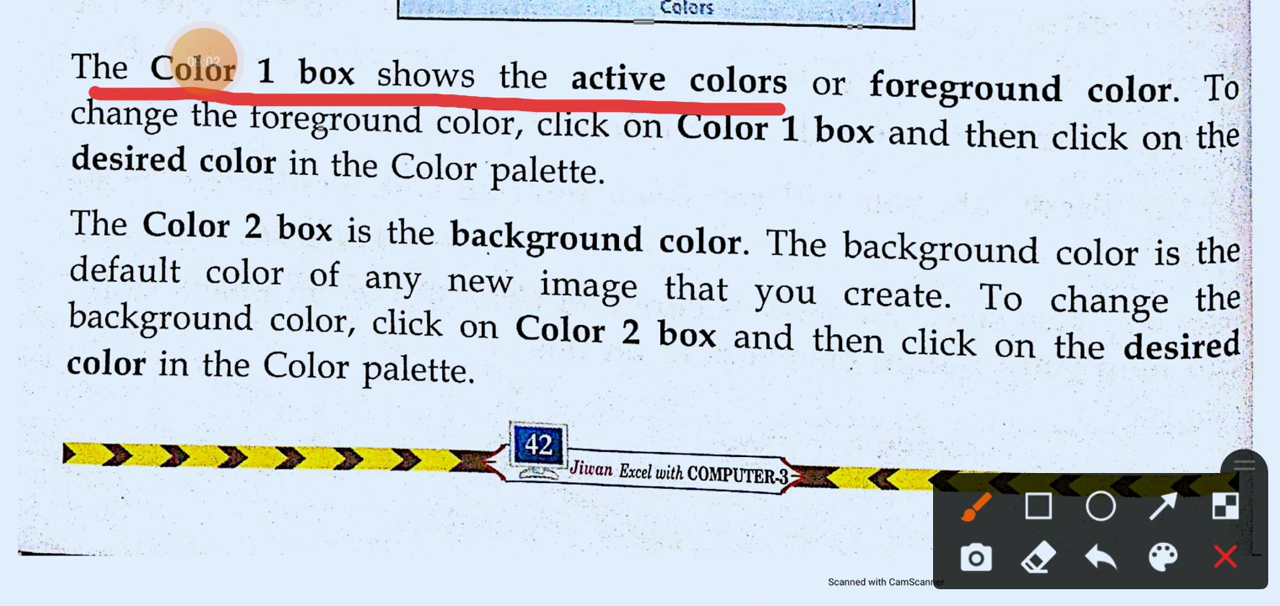 Colors
The Color 1 box shows the active colors or foreground color. To
change the foreground color, click on Color 1 box and then click on the
desired color in the Color palette.
The Color 2 box is the background color. The background color is the
default color of any new image that you create. To change the
background color, click on Color 2 box and then click on the desired
color in the Color palette.
42
Jiwan Excel with COMPUTER-3
Scanned with CamScanner